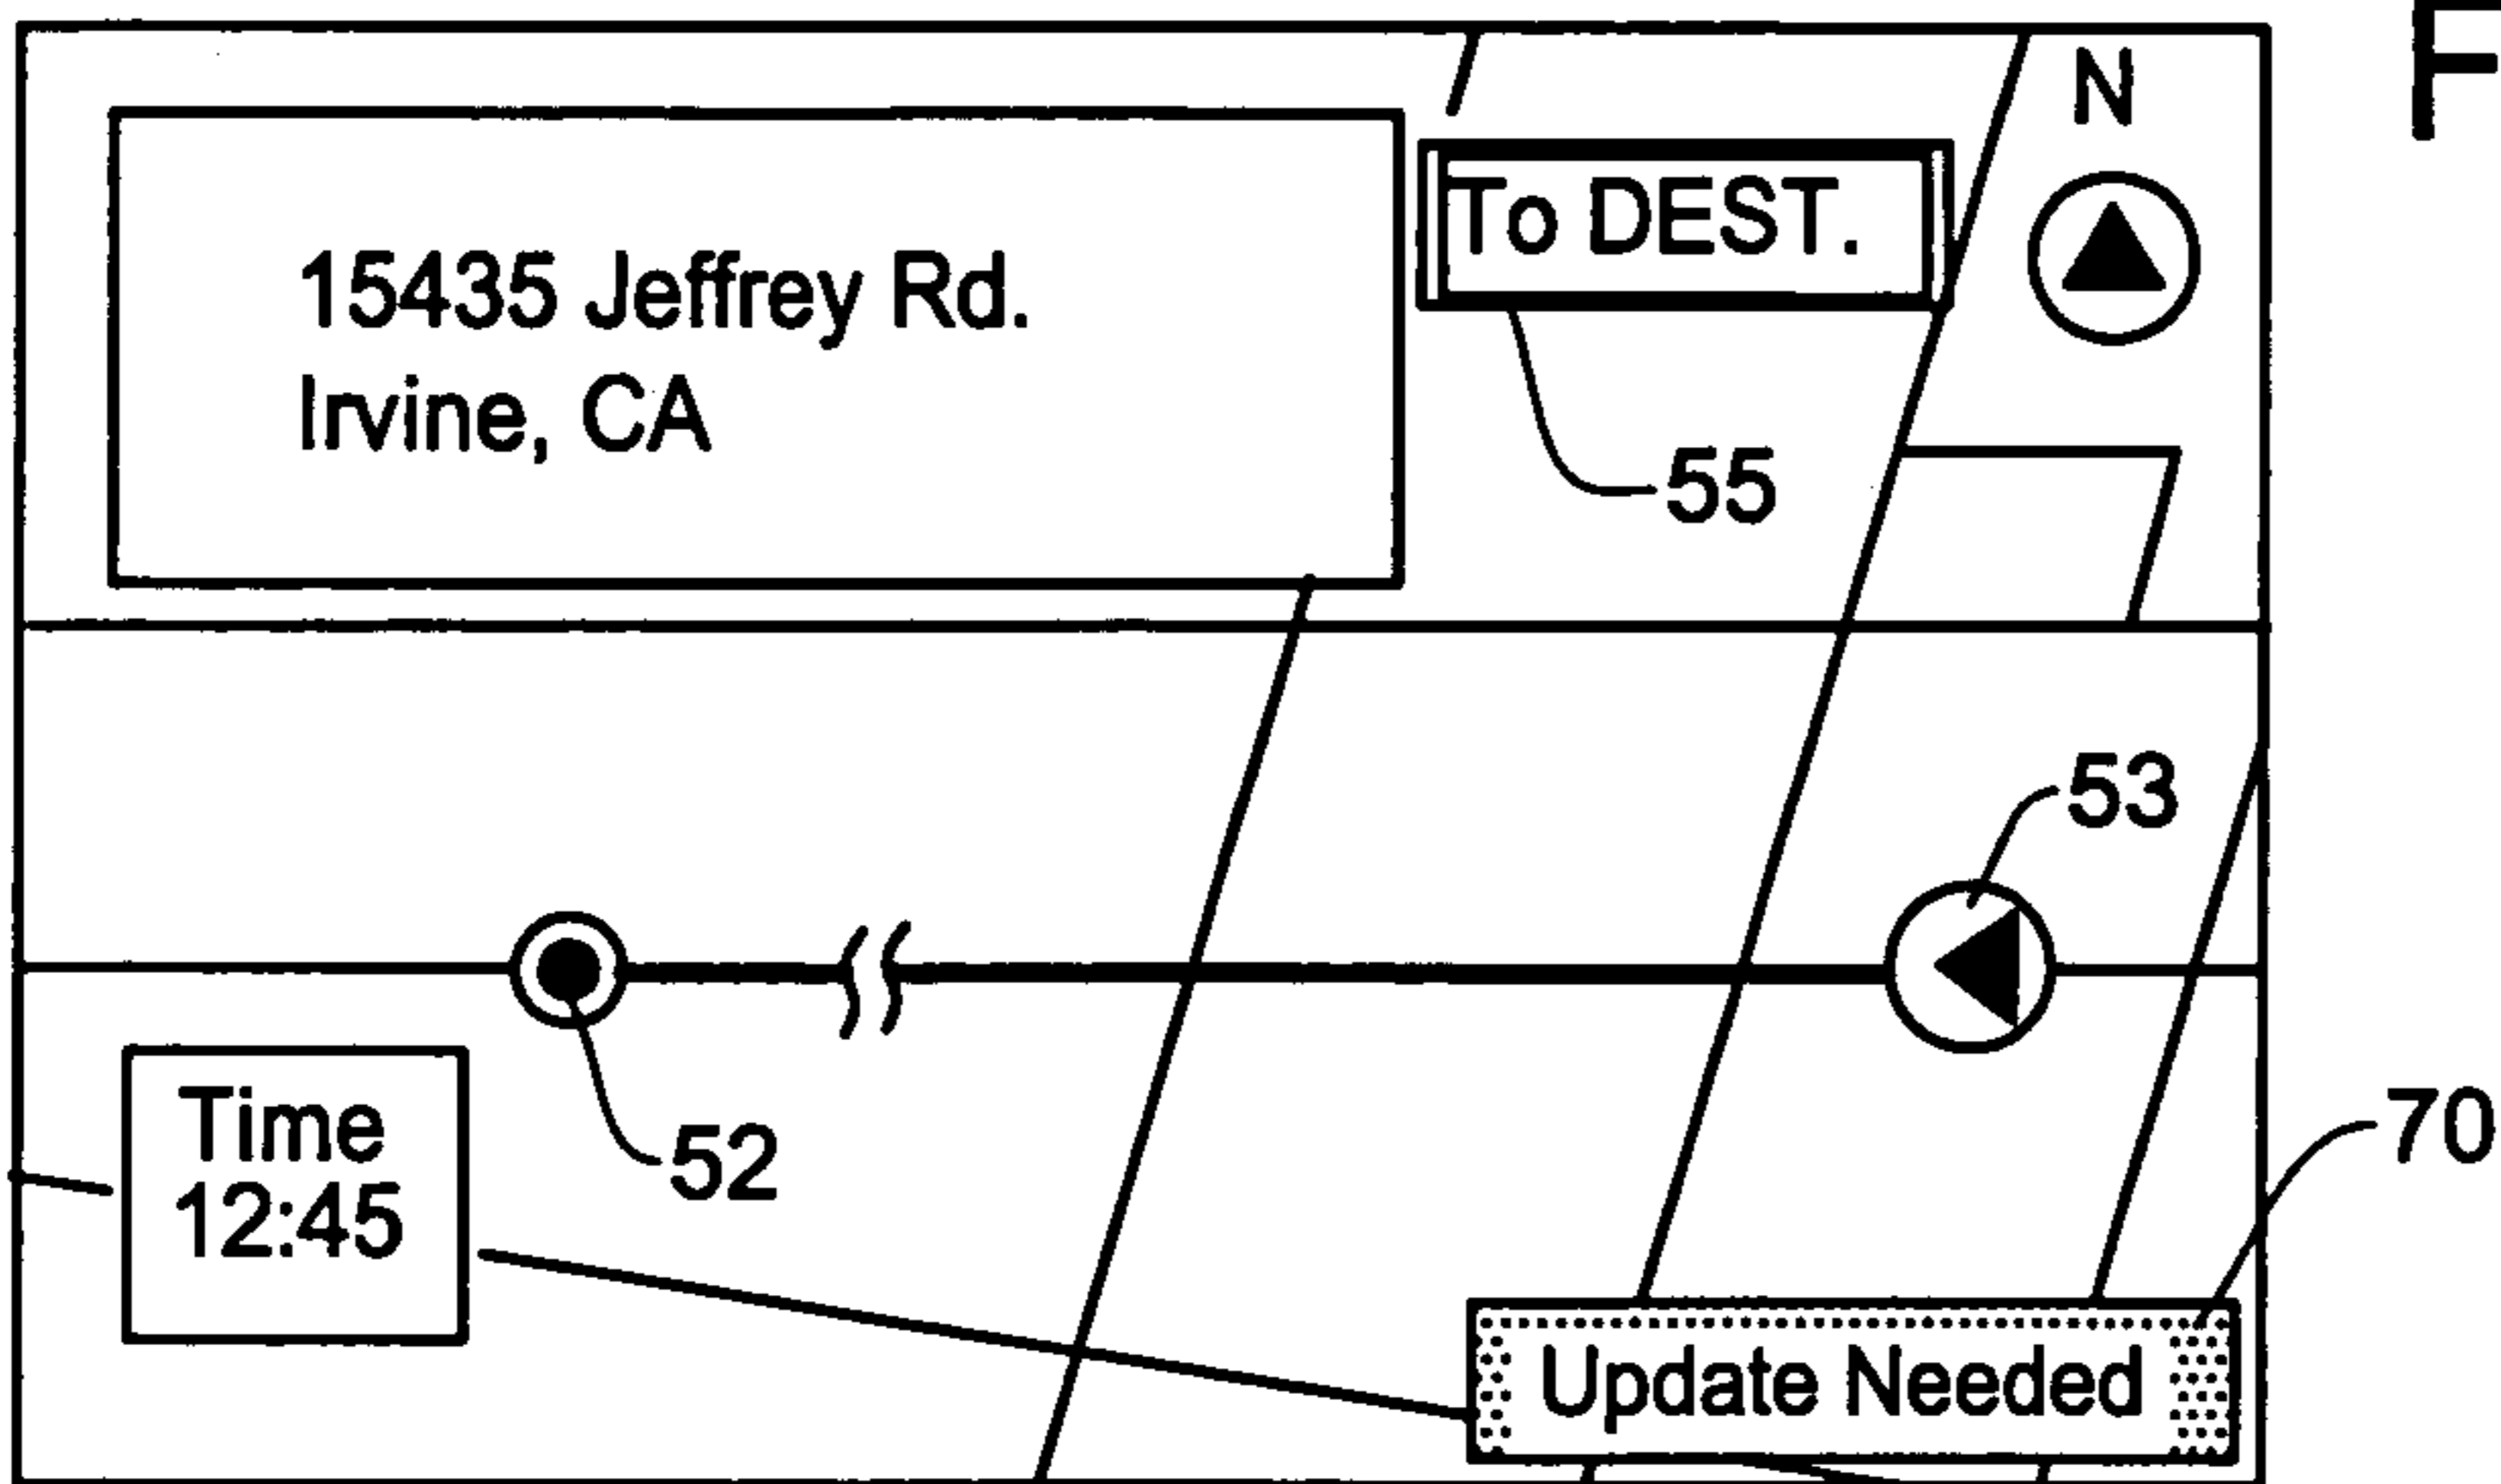 F
N
To DEST.
15435 Jeffrey Rd.
Irvine, CA
55
53
52
Time
12:45
70
Update Needed